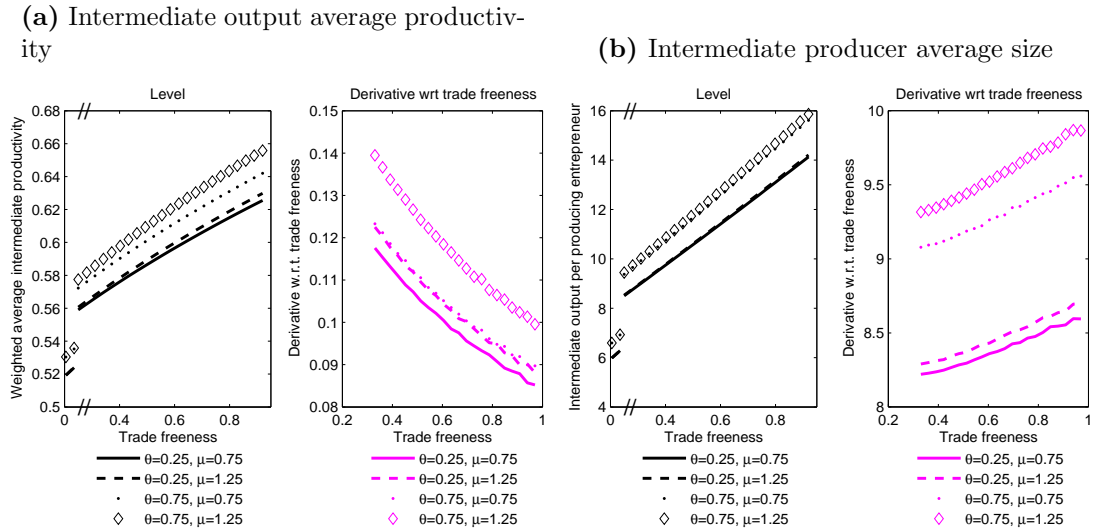 (a) Intermediate output average productiv-
ity
(b) Intermediate producer average size
Level
Weighted average intermediate productivity
0.68
0.66
0.64
0.62
0.6
0.58
0.56
0.54
0.52
0.5
0 0.4 0.6 0.8
Trade freeness
θ=0.25, μ=0.75
θ=0.25, μ=1.25
θ=0.75, μ=0.75
θ=0.75, μ=1.25
Derivative wrt trade freeness
Derivative w.r.t. trade freeness
0.15
0.14
0.13
0.12
0.11
0.1
0.09
0.08
0.2 0.4 0.6 0.8 1
Trade freeness
θ=0.25, μ=0.75
θ=0.25, μ=1.25
θ=0.75, μ=0.75
θ=0.75, μ=1.25
Level
Intermediate output per producing entrepreneur
16
14
12
10
8
6
4
0 0.4 0.6 0.8
Trade freeness
θ=0.25, μ=0.75
θ=0.25, μ=1.25
θ=0.75, μ=0.75
θ=0.75, μ=1.25
Derivative wrt trade freeness
Derivative w.r.t. trade freeness
10
9.5
9
8.5
8
0.2 0.4 0.6 0.8 1
Trade freeness
θ=0.25, μ=0.75
θ=0.25, μ=1.25
θ=0.75, μ=0.75
θ=0.75, μ=1.25